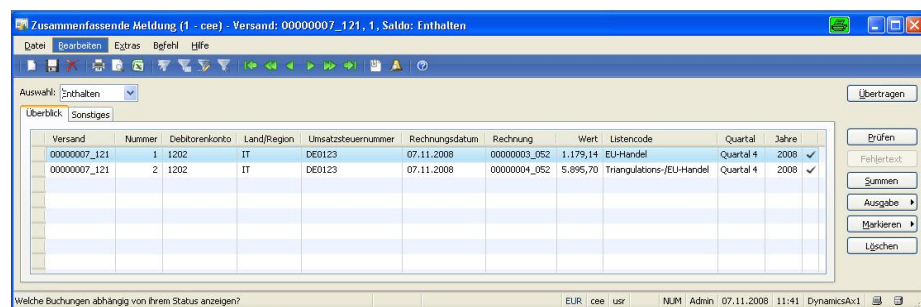 Zusammenfassende Meldung (1 - cee) - Versand: 00000007_121, 1, Saldo: Enthalten
Datei Bearbeiten Extras Befehl Hilfe
Auswahl: Enthalten Übertragen
Überblick Sonstiges
Versand Nummer Debitorenkonto Land/Region Umsatzsteuernummer Rechnungsdatum Rechnung Wert Listencode Quartal Jahre
00000007_121 1 1202 IT DE0123 07.11.2008 00000003_052 1.179,14 EU-Handel Quartal 4 2008
00000007_121 2 1202 IT DE0123 07.11.2008 00000004_052 5.895,70 Triangulations-/EU-Handel Quartal 4 2008
Prüfen
Fehlertext
Summen
Ausgabe
Markieren
Löschen
Welche Buchungen abhängig von ihrem Status anzeigen? EUR cee usr NUM Admin 07.11.2008 11:41 DynamicsAx1